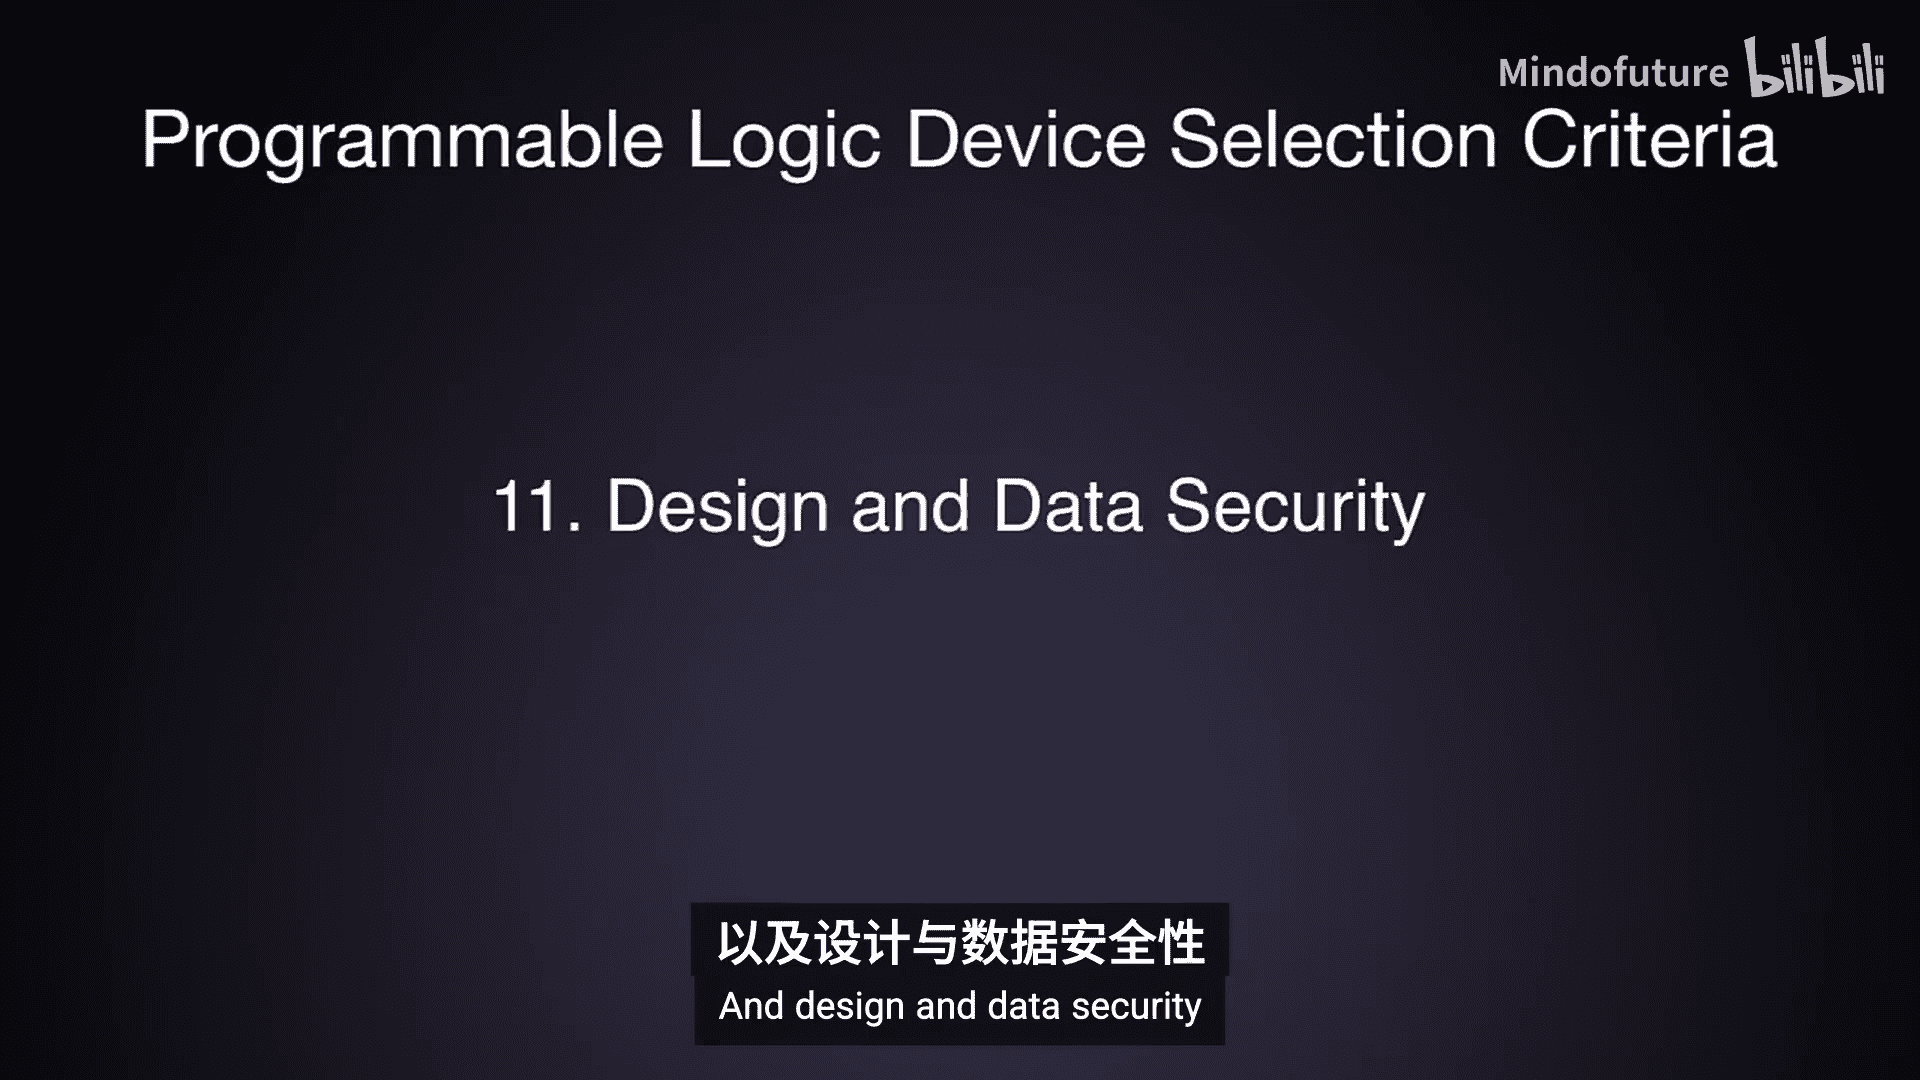 Mindofuture bilibili
Programmable Logic Device Selection Criteria
11. Design and Data Security
以及设计与数据安全性
And design and data security